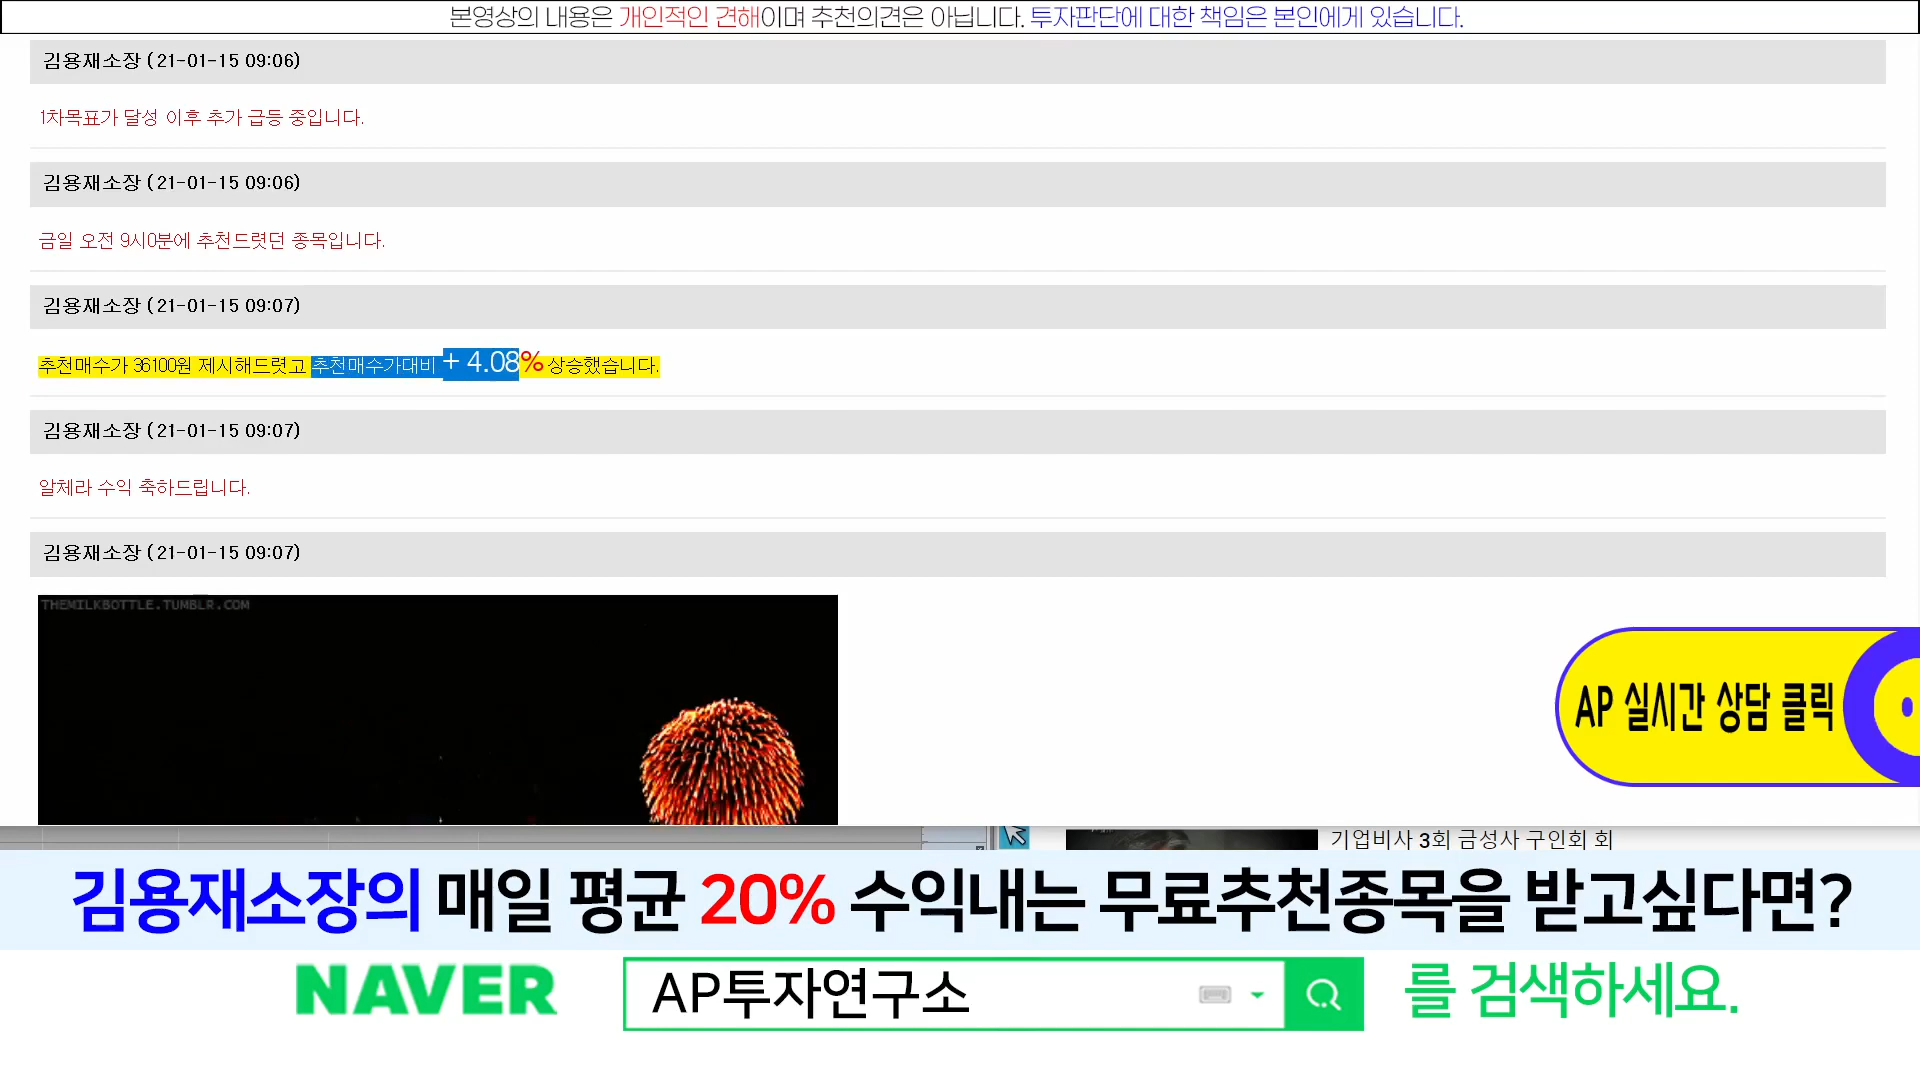 본영상의 내용은 개인적인 견해이며 추천의견은 아닙니다. 투자판단에 대한 책임은 본인에게 있습니다.
김용재소장 (21-01-15 09:06)
1차목표가 달성 이후 추가 급등 중입니다.
김용재소장 (21-01-15 09:06)
금일 오전 9시0분에 추천드렷던 종목입니다.
김용재소장 (21-01-15 09:07)
추천매수가 36100원 제시해드렷고 추천매수가대비 + 4.08% 상승했습니다.
김용재소장 (21-01-15 09:07)
알체라 수익 축하드립니다.
김용재소장 (21-01-15 09:07)
THEMILKBOTTLE.TUMBLR.COM
AP 실시간 상담 클릭
기업비사 3회 금성사 구인회 회
김용재소장의 매일 평균 20% 수익내는 무료추천종목을 받고싶다면?
NAVER AP투자연구소 를 검색하세요.